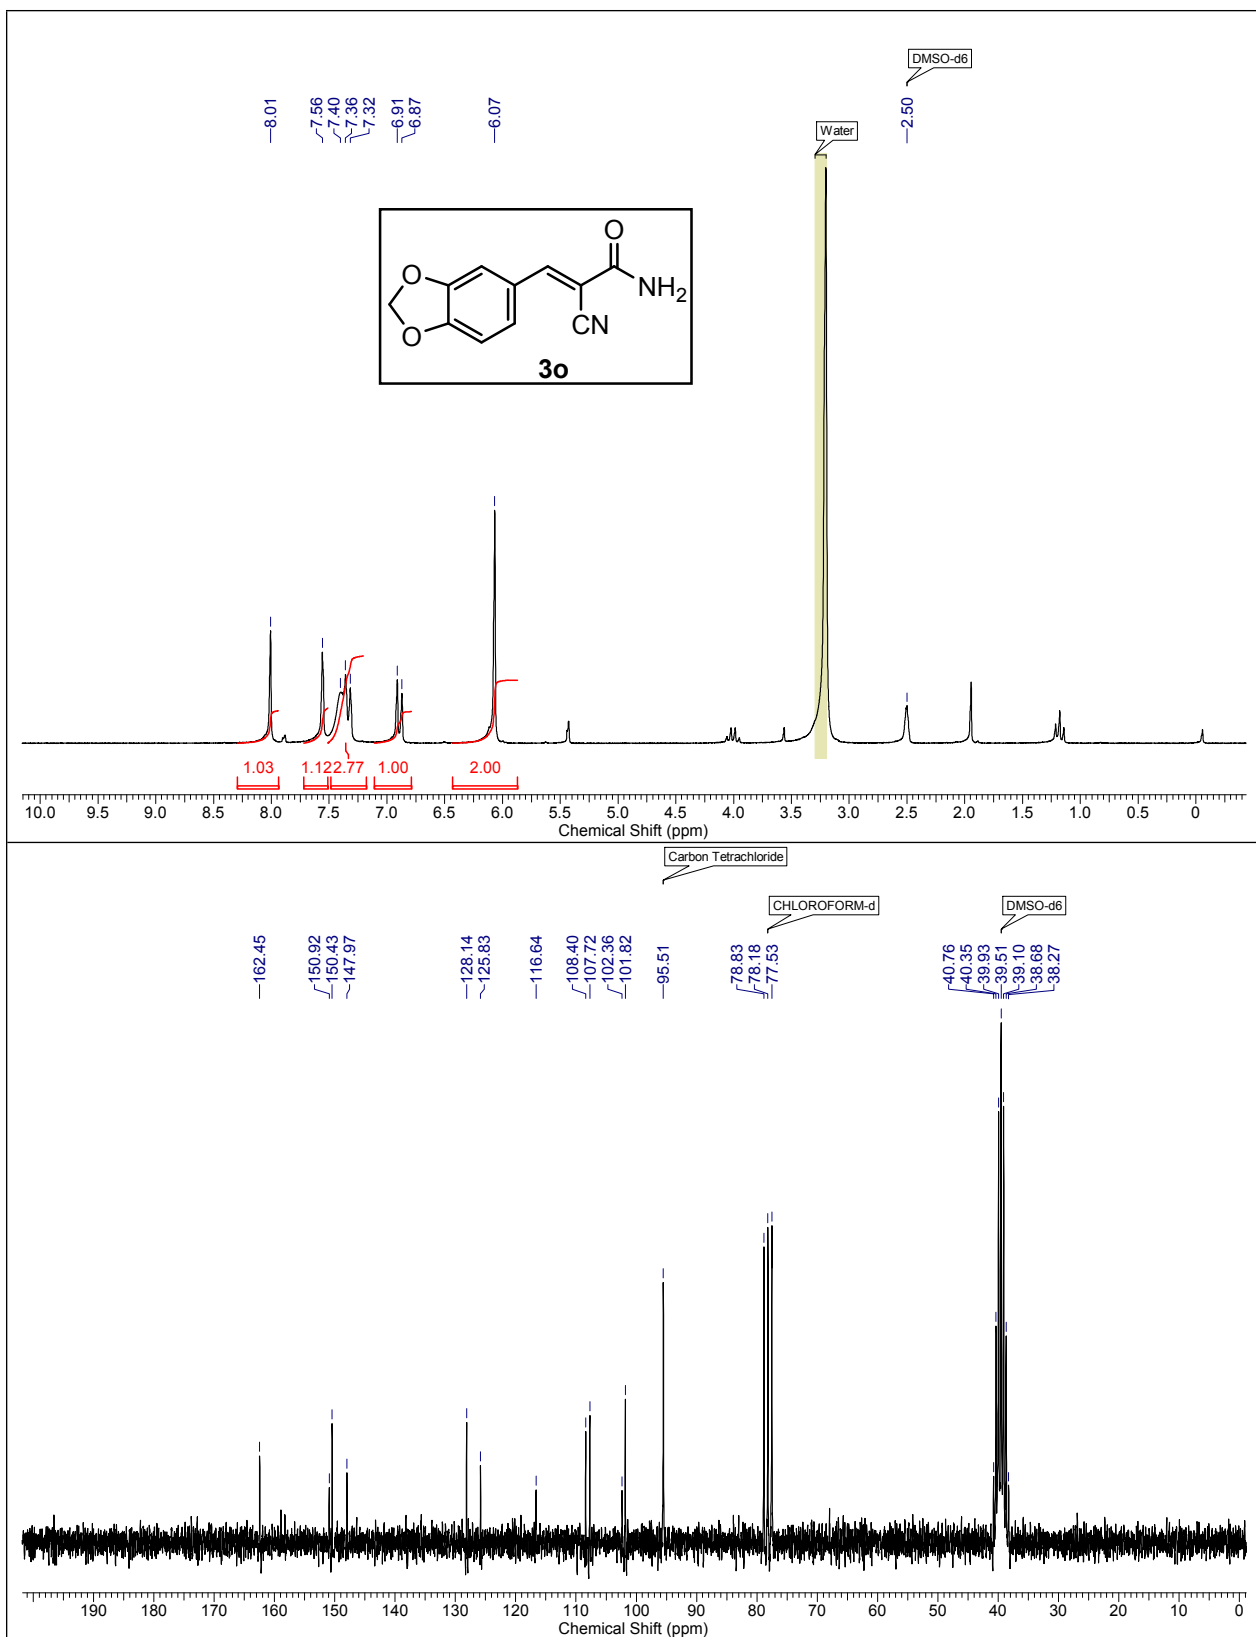 DMSO-d6
8.01
7.56
7.40
7.36
7.32
6.91
6.87
6.07
2.50
Water
O
O
O
NH2
CN
3o
1.03 1.12 2.77 1.00 2.00
10.0 9.5 9.0 8.5 8.0 7.5 7.0 6.5 6.0 5.5 5.0 4.5 4.0 3.5 3.0 2.5 2.0 1.5 1.0 0.5 0
Chemical Shift (ppm)
Carbon Tetrachloride
CHLOROFORM-d
DMSO-d6
162.45
150.92
150.43
147.97
128.14
125.83
116.64
108.40
107.72
102.36
101.82
95.51
78.83
78.18
77.53
40.76
40.35
39.93
39.51
39.10
38.68
38.27
190 180 170 160 150 140 130 120 110 100 90 80 70 60 50 40 30 20 10 0
Chemical Shift (ppm)